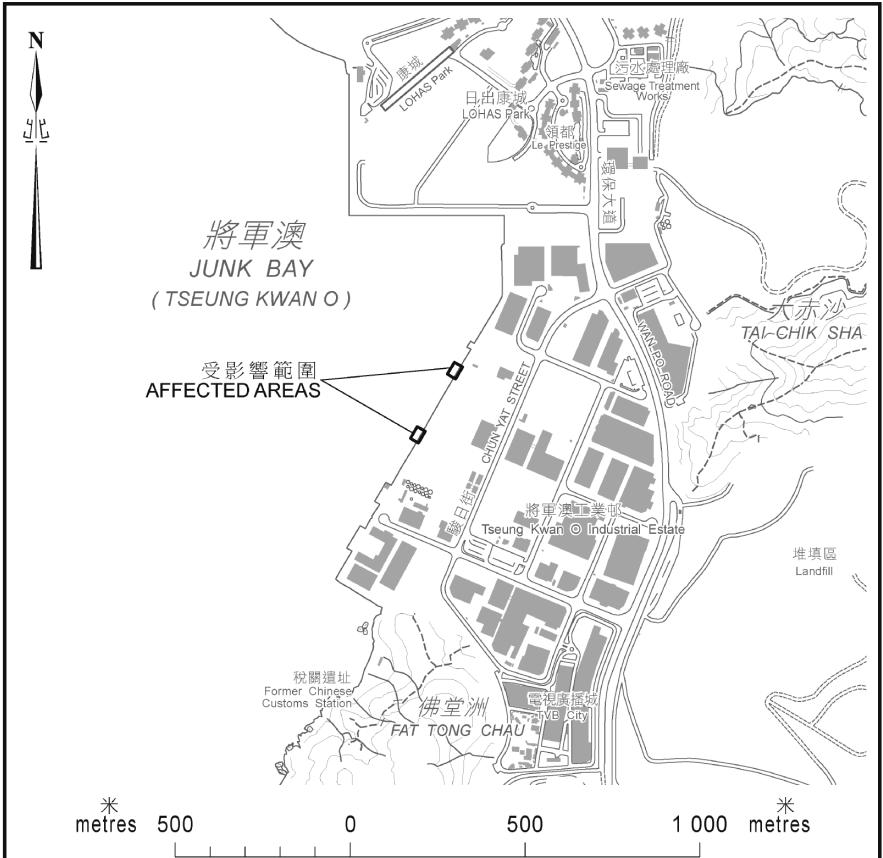 N
北
康城
LOHAS Park
日出康城
LOHAS Park
污水處理廠
Sewage Treatment
Works
領都
Le Prestige
環保大道
將軍澳
JUNK BAY
( TSEUNG KWAN O )
大赤沙
TAI CHIK SHA
WAN PO ROAD
受影響範圍
AFFECTED AREAS
CHUN YAT STREET
駿日街
將軍澳工業邨
Tseung Kwan O Industrial Estate
堆填區
Landfill
稅關遺址
Former Chinese
Customs Station
佛堂洲
FAT TONG CHAU
電視廣播城
TVB City
米
metres 500 0 500 1 000 metres
米